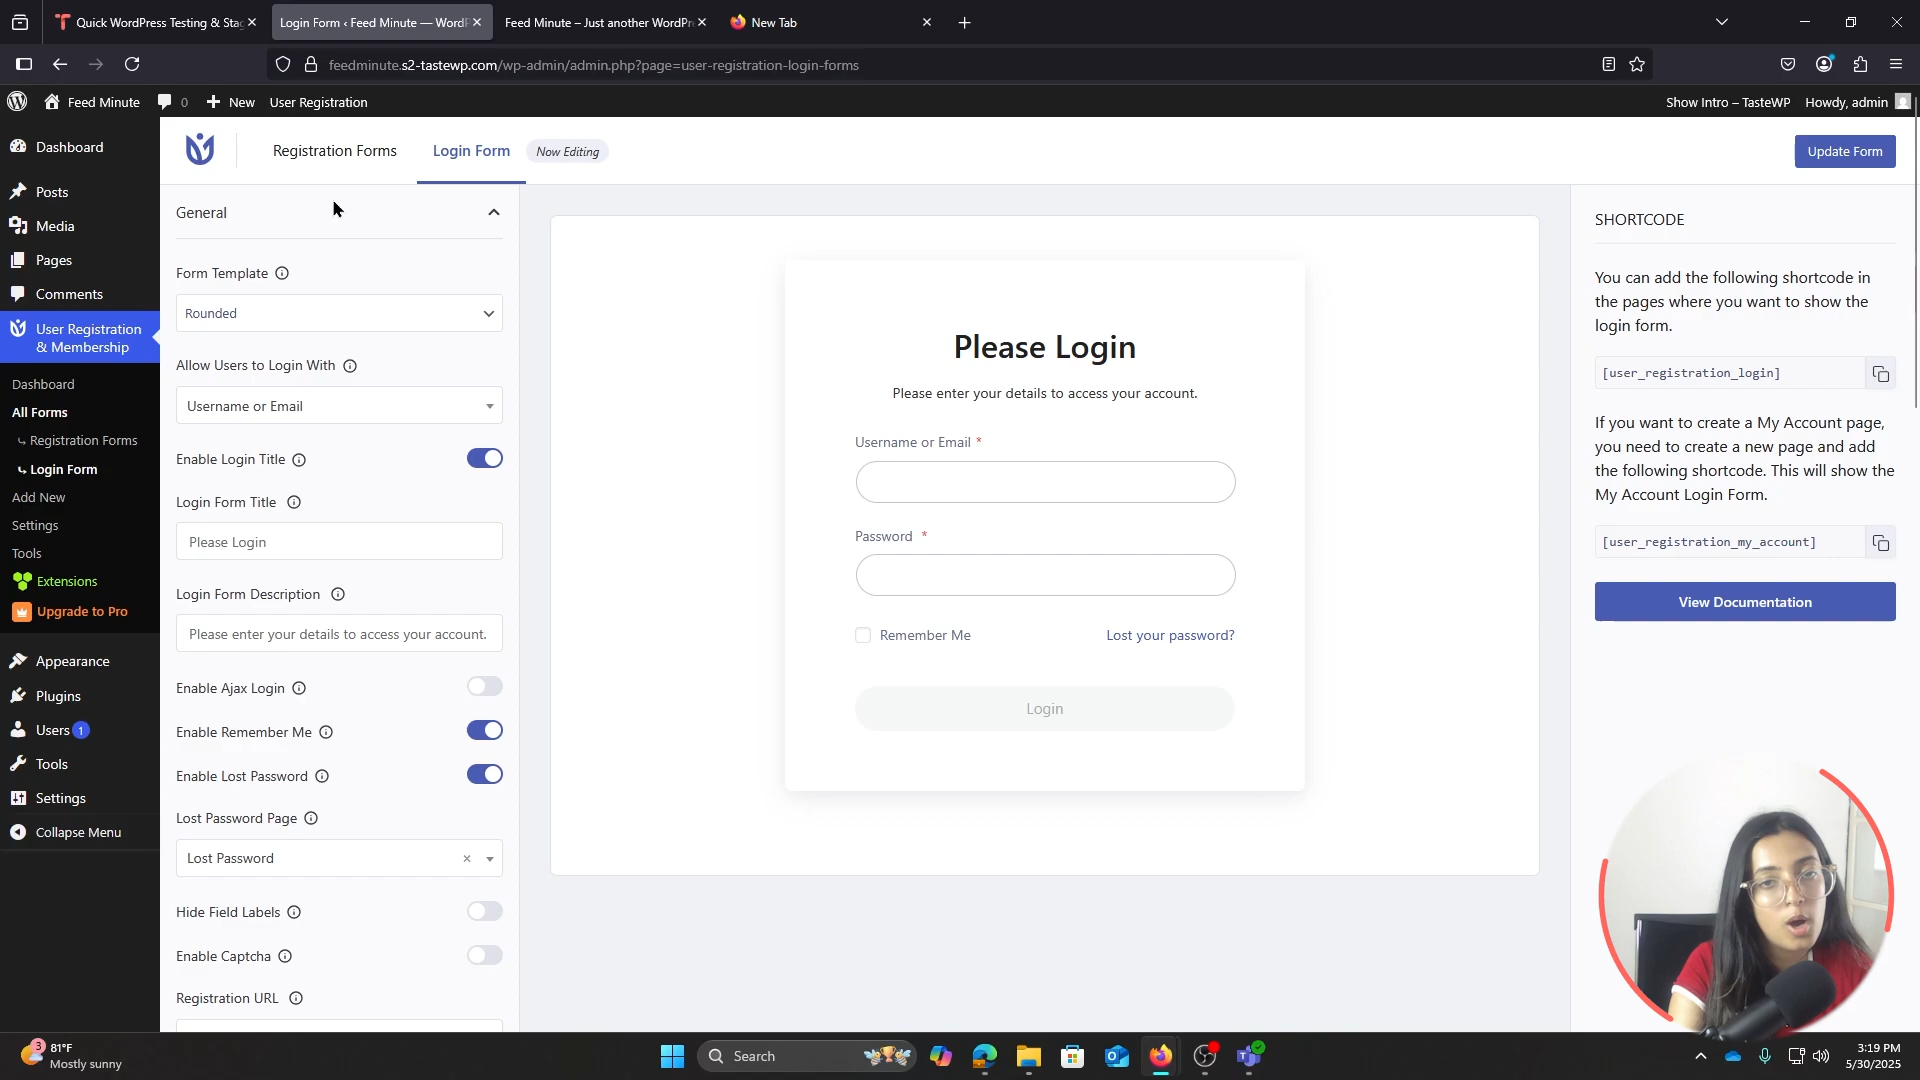 Quick WordPress Testing & Stag
Login Form ‹ Feed Minute — WordP
Feed Minute – Just another WordPr
New Tab
feedminute.s2-tastewp.com/wp-admin/admin.php?page=user-registration-login-forms
Feed Minute
0
New
User Registration
Show Intro – TasteWP
Howdy, admin
Dashboard
Posts
Media
Pages
Comments
User Registration
& Membership
Dashboard
All Forms
Registration Forms
Login Form
Add New
Settings
Tools
Extensions
Upgrade to Pro
Appearance
Plugins
Users 1
Tools
Settings
Collapse Menu
Registration Forms
Login Form
Now Editing
Update Form
General
Form Template
Rounded
Allow Users to Login With
Username or Email
Enable Login Title
Login Form Title
Please Login
Login Form Description
Please enter your details to access your account.
Enable Ajax Login
Enable Remember Me
Enable Lost Password
Lost Password Page
Lost Password
Hide Field Labels
Enable Captcha
Registration URL
Please Login
Please enter your details to access your account.
Username or Email *
Password *
Remember Me
Lost your password?
Login
SHORTCODE
You can add the following shortcode in
the pages where you want to show the
login form.
[user_registration_login]
If you want to create a My Account page,
you need to create a new page and add
the following shortcode. This will show the
My Account Login Form.
[user_registration_my_account]
View Documentation
3
81°F
Mostly sunny
Search
3:19 PM
5/30/2025